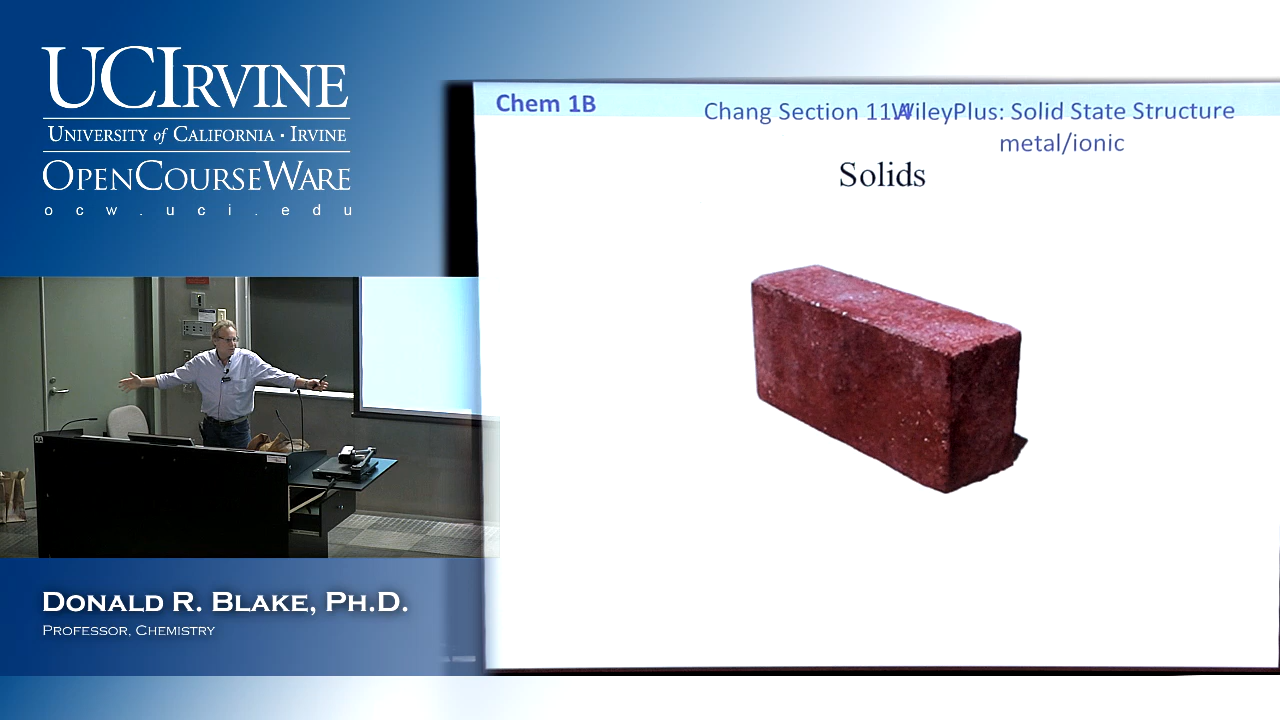 UCIRVINE
UNIVERSITY of CALIFORNIA · IRVINE
OPENCOURSEWARE
ocw.uci.edu
Chem 1B
Chang Section 11.4
WileyPlus: Solid State Structure
metal/ionic
Solids
DONALD R. BLAKE, PH.D.
PROFESSOR, CHEMISTRY